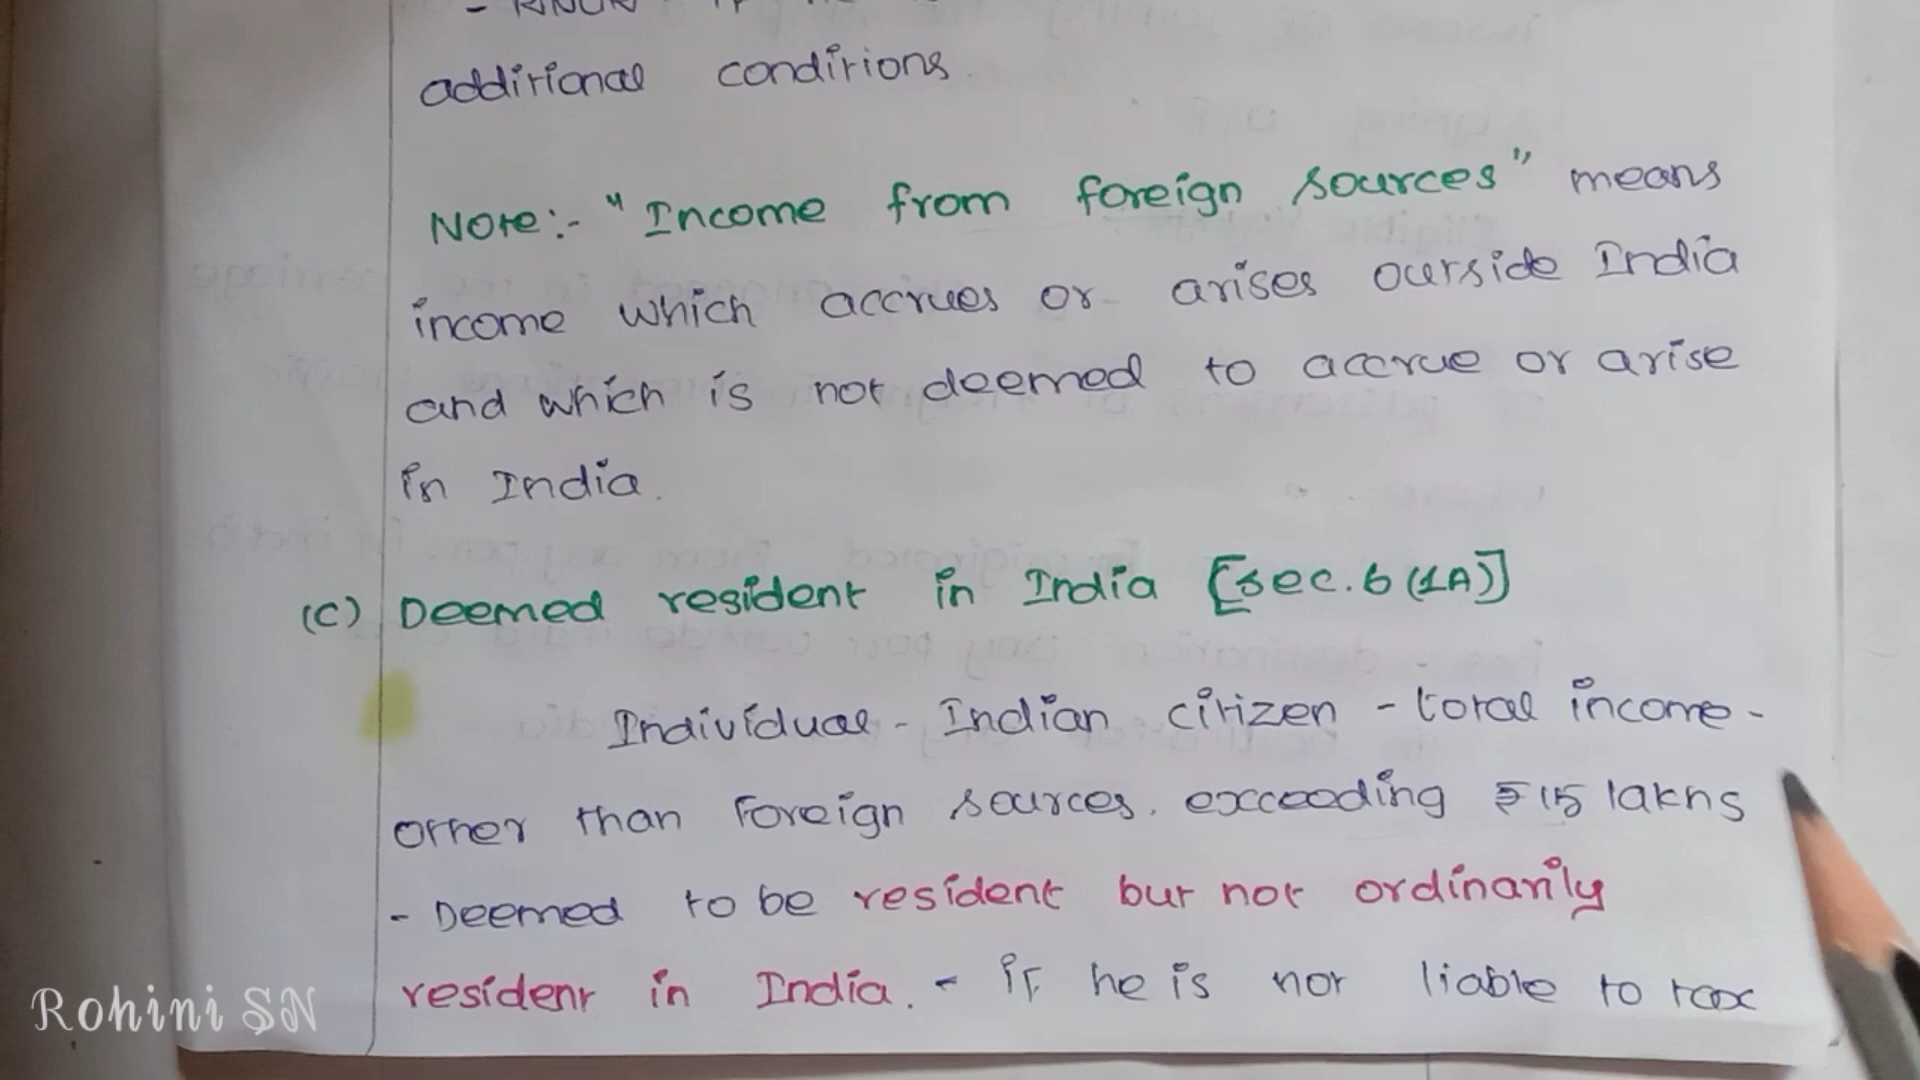 additional conditions
Note:- "Income from foreign sources" means
income which accrues or arises outside India
and which is not deemed to accrue or arise
in India.
(C) Deemed resident in India [sec. 6 (1A)]
Individual - Indian citizen - total income -
other than Foreign sources. exceeding ₹ 15 lakhs
- Deemed to be resident but not ordinarily
resident in India. - if he is not liable to tax
Rohini SN